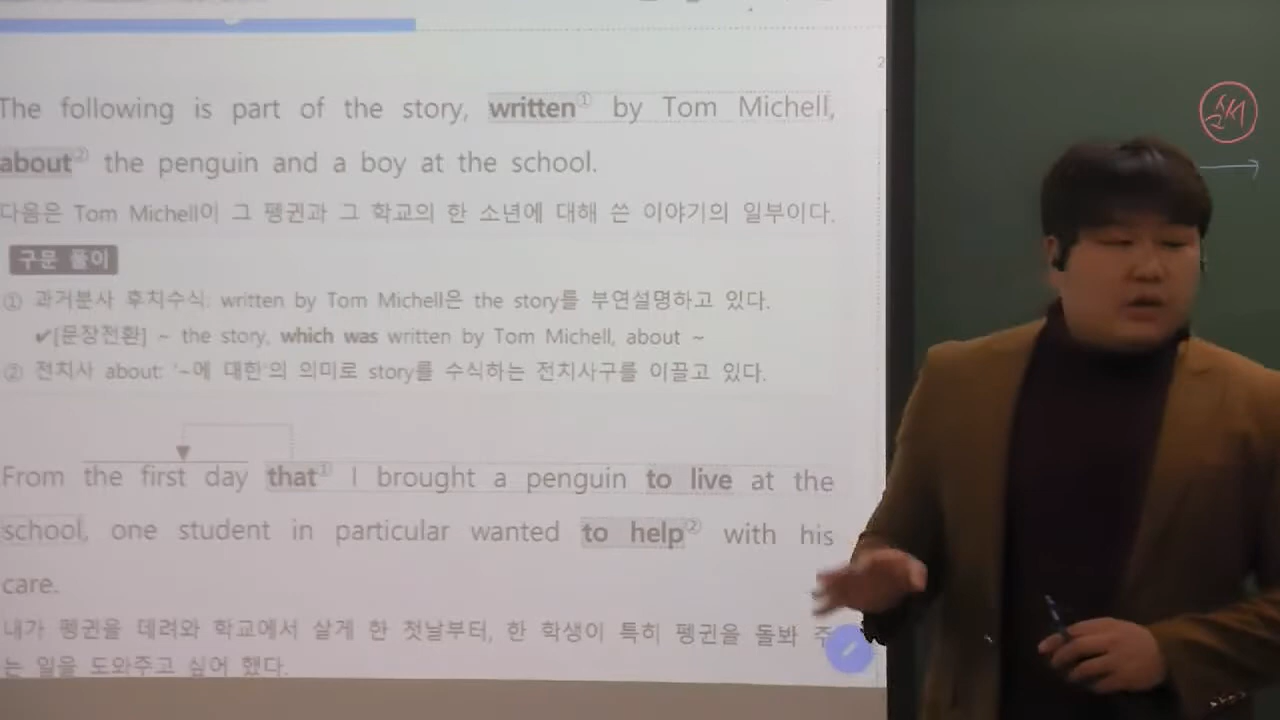 The following is part of the story, written① by Tom Michell,
about② the penguin and a boy at the school.
다음은 Tom Michell이 그 펭귄과 그 학교의 한 소년에 대해 쓴 이야기의 일부이다.
구문 풀이
① 과거분사 후치수식: written by Tom Michell은 the story를 부연설명하고 있다.
✔[문장전환] ~ the story, which was written by Tom Michell, about ~
② 전치사 about: '~에 대한'의 의미로 story를 수식하는 전치사구를 이끌고 있다.
From the first day that① I brought a penguin to live at the
school, one student in particular wanted to help② with his
care.
내가 펭귄을 데려와 학교에서 살게 한 첫날부터, 한 학생이 특히 펭귄을 돌봐 주
는 일을 도와주고 싶어 했다.
2